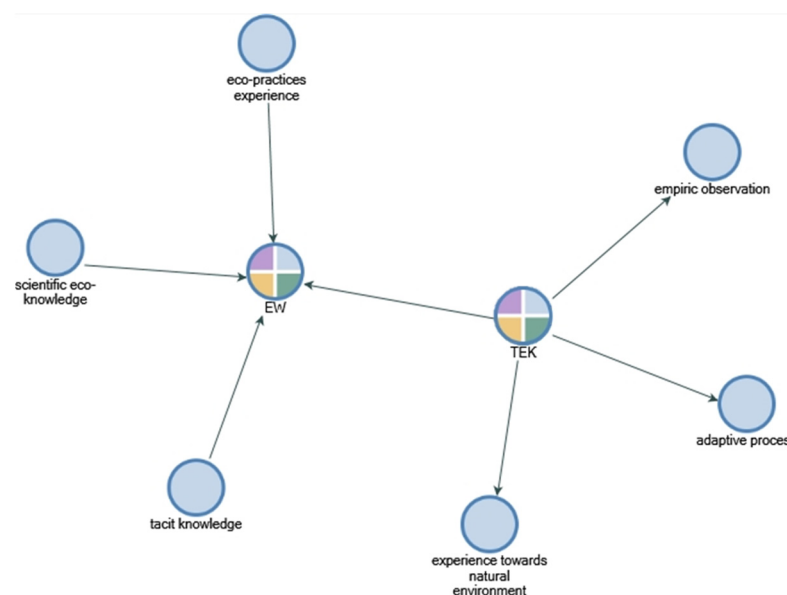 eco-practices
experience
empiric observation
scientific eco-
knowledge
EW
TEK
adaptive proces
tacit knowledge
experience towards
natural
environment